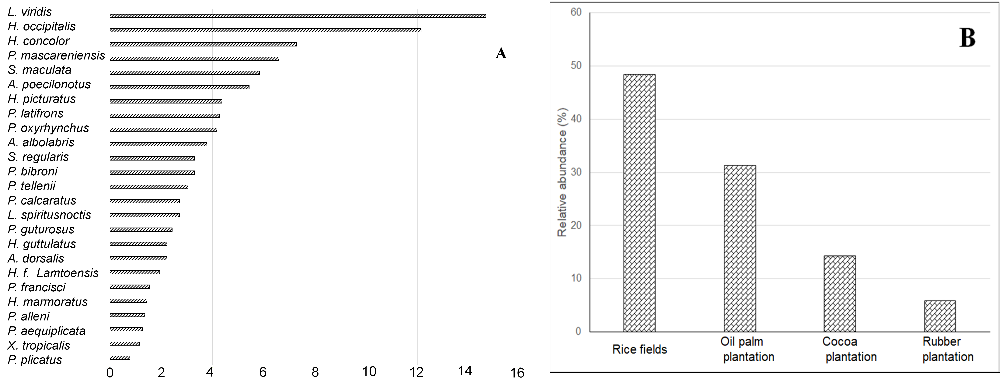 L. viridis
H. occipitalis
H. concolor
P. mascareniensis
S. maculata
A. poecilonotus
H. picturatus
P. latifrons
P. oxyrhynchus
A. albolabris
S. regularis
P. bibroni
P. tellenii
P. calcaratus
L. spiritusnoctis
P. guturosus
H. guttulatus
A. dorsalis
H. f. Lamtoensis
P. francisci
H. marmoratus
P. alleni
P. aequiplicata
X. tropicalis
P. plicatus
0 2 4 6 8 10 12 14 16
A
B
Relative abundance (%)
60
50
40
30
20
10
0
Rice fields
Oil palm
plantation
Cocoa
plantation
Rubber
plantation